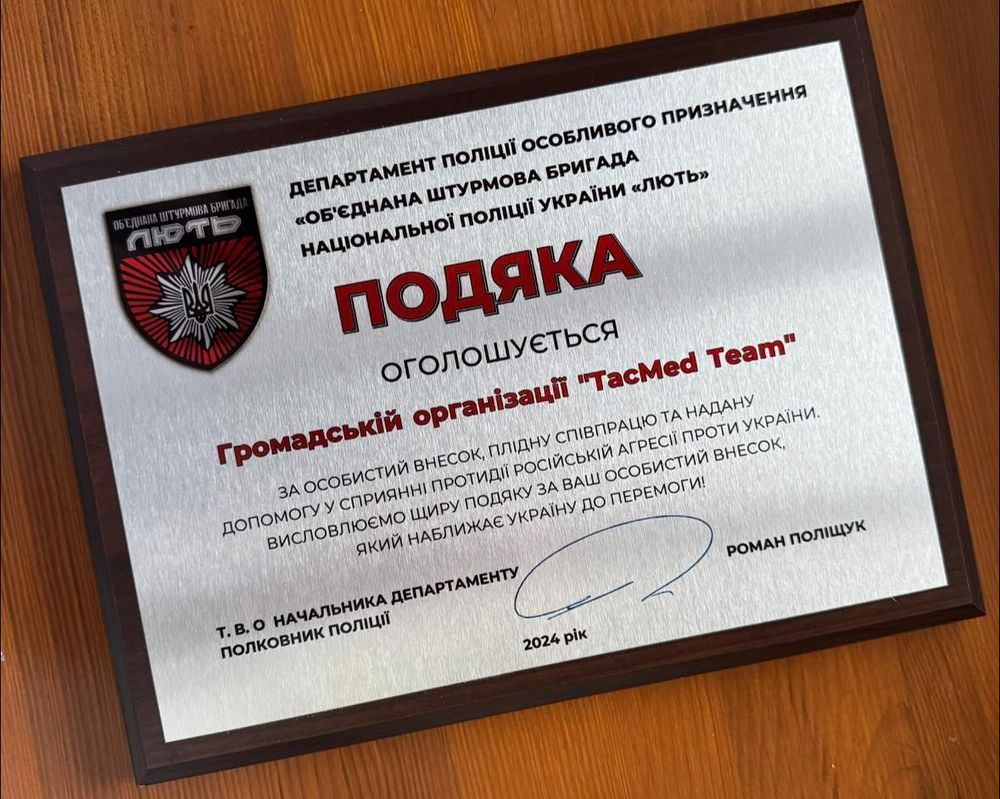 ОБ'ЄДНАНА ШТУРМОВА БРИГАДА
ЛЮТЬ
ДЕПАРТАМЕНТ ПОЛІЦІЇ ОСОБЛИВОГО ПРИЗНАЧЕННЯ
«ОБ'ЄДНАНА ШТУРМОВА БРИГАДА
НАЦІОНАЛЬНОЇ ПОЛІЦІЇ УКРАЇНИ «ЛЮТЬ»
ПОДЯКА
ОГОЛОШУЄТЬСЯ
Громадській організації "TacMed Team"
ЗА ОСОБИСТИЙ ВНЕСОК, ПЛІДНУ СПІВПРАЦЮ ТА НАДАНУ
ДОПОМОГУ У СПРИЯННІ ПРОТИДІЇ РОСІЙСЬКІЙ АГРЕСІЇ ПРОТИ УКРАЇНИ.
ВИСЛОВЛЮЄМО ЩИРУ ПОДЯКУ ЗА ВАШ ОСОБИСТИЙ ВНЕСОК,
ЯКИЙ НАБЛИЖАЄ УКРАЇНУ ДО ПЕРЕМОГИ!
Т. В. О НАЧАЛЬНИКА ДЕПАРТАМЕНТУ
ПОЛКОВНИК ПОЛІЦІЇ
РОМАН ПОЛІЩУК
2024 рік